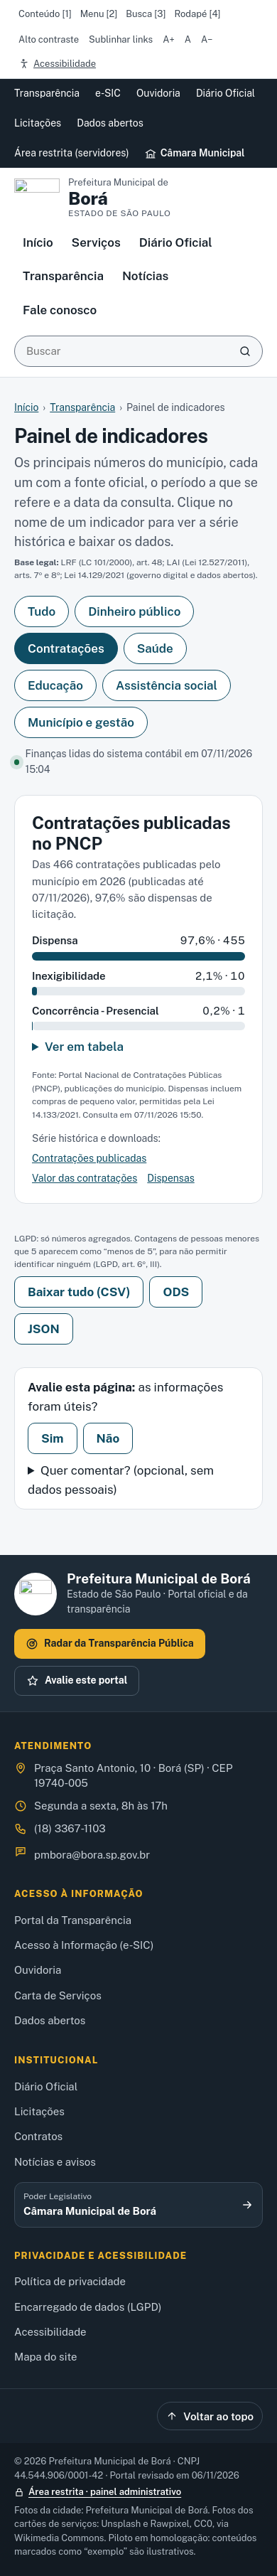 Conteúdo [1] Menu [2] Busca [3] Rodapé [4]
Alto contraste Sublinhar links A+ A A−
Acessibilidade
Transparência e-SIC Ouvidoria Diário Oficial
Licitações Dados abertos
Área restrita (servidores) Câmara Municipal
Prefeitura Municipal de
Borá
ESTADO DE SÃO PAULO
Início Serviços Diário Oficial
Transparência Notícias
Fale conosco
Buscar
Início › Transparência › Painel de indicadores
Painel de indicadores
Os principais números do município, cada
um com a fonte oficial, o período a que se
refere e a data da consulta. Clique no
nome de um indicador para ver a série
histórica e baixar os dados.
Base legal: LRF (LC 101/2000), art. 48; LAI (Lei 12.527/2011),
arts. 7º e 8º; Lei 14.129/2021 (governo digital e dados abertos).
Tudo Dinheiro público
Contratações Saúde
Educação Assistência social
Município e gestão
Finanças lidas do sistema contábil em 07/11/2026
15:04
Contratações publicadas
no PNCP
Das 466 contratações publicadas pelo
município em 2026 (publicadas até
07/11/2026), 97,6% são dispensas de
licitação.
Dispensa 97,6% · 455
Inexigibilidade 2,1% · 10
Concorrência - Presencial 0,2% · 1
Ver em tabela
Fonte: Portal Nacional de Contratações Públicas
(PNCP), publicações do município. Dispensas incluem
compras de pequeno valor, permitidas pela Lei
14.133/2021. Consulta em 07/11/2026 15:50.
Série histórica e downloads:
Contratações publicadas
Valor das contratações Dispensas
LGPD: só números agregados. Contagens de pessoas menores
que 5 aparecem como "menos de 5", para não permitir
identificar ninguém (LGPD, art. 6º, III).
Baixar tudo (CSV) ODS
JSON
Avalie esta página: as informações
foram úteis?
Sim Não
Quer comentar? (opcional, sem
dados pessoais)
Prefeitura Municipal de Borá
Estado de São Paulo · Portal oficial e da
transparência
Radar da Transparência Pública
Avalie este portal
ATENDIMENTO
Praça Santo Antonio, 10 · Borá (SP) · CEP
19740-005
Segunda a sexta, 8h às 17h
(18) 3367-1103
pmbora@bora.sp.gov.br
ACESSO À INFORMAÇÃO
Portal da Transparência
Acesso à Informação (e-SIC)
Ouvidoria
Carta de Serviços
Dados abertos
INSTITUCIONAL
Diário Oficial
Licitações
Contratos
Notícias e avisos
Poder Legislativo
Câmara Municipal de Borá
PRIVACIDADE E ACESSIBILIDADE
Política de privacidade
Encarregado de dados (LGPD)
Acessibilidade
Mapa do site
Voltar ao topo
© 2026 Prefeitura Municipal de Borá · CNPJ
44.544.906/0001-42 · Portal revisado em 06/11/2026
Área restrita · painel administrativo
Fotos da cidade: Prefeitura Municipal de Borá. Fotos dos
cartões de serviços: Unsplash e Rawpixel, CC0, via
Wikimedia Commons. Piloto em homologação: conteúdos
marcados como "exemplo" são ilustrativos.